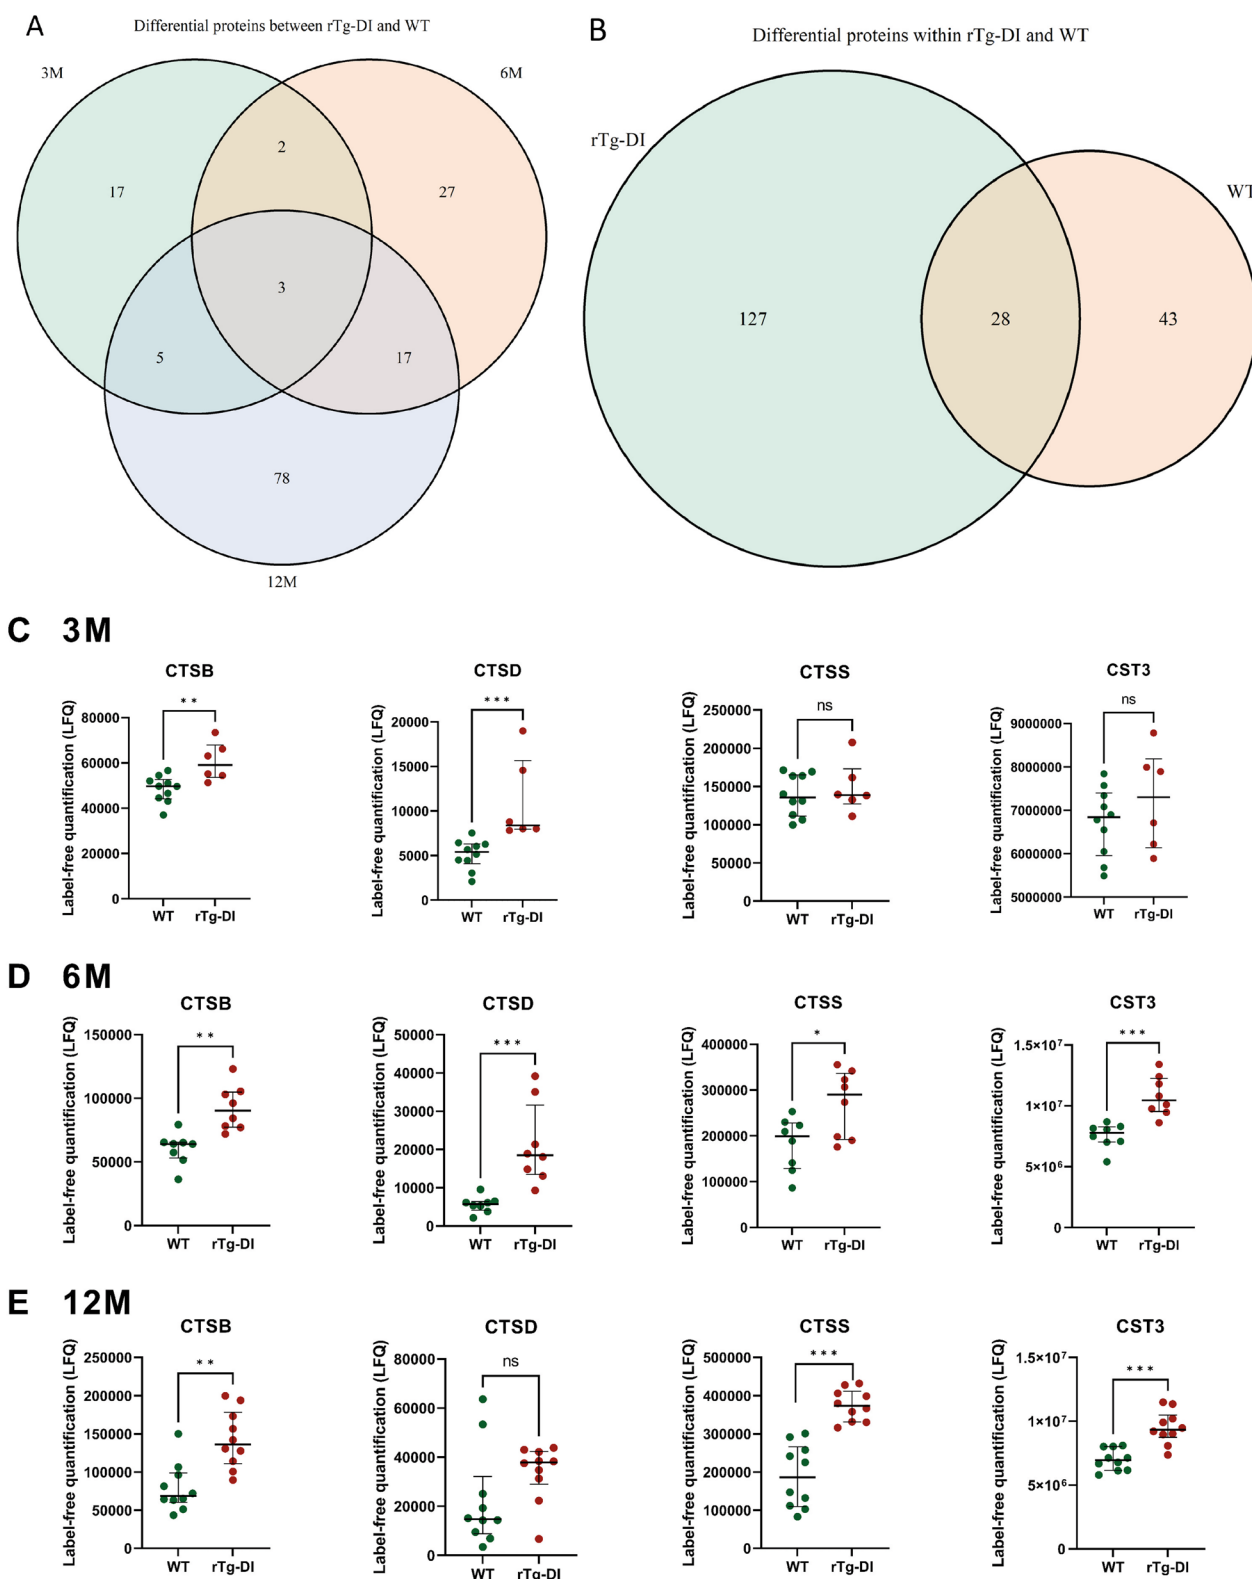 A
Differential proteins between rTg-DI and WT
3M
6M
2
17
27
3
5
17
78
12M
B
Differential proteins within rTg-DI and WT
rTg-DI
WT
127
28
43
C 3M
CTSB
Label-free quantification (LFQ)
80000
60000
40000
20000
0
**
WT
rTg-DI
CTSD
Label-free quantification (LFQ)
20000
15000
10000
5000
0
***
WT
rTg-DI
CTSS
Label-free quantification (LFQ)
250000
200000
150000
100000
50000
0
ns
WT
rTg-DI
CST3
Label-free quantification (LFQ)
9000000
8000000
7000000
6000000
5000000
ns
WT
rTg-DI
D 6M
CTSB
Label-free quantification (LFQ)
150000
100000
50000
0
**
WT
rTg-DI
CTSD
Label-free quantification (LFQ)
50000
40000
30000
20000
10000
0
***
WT
rTg-DI
CTSS
Label-free quantification (LFQ)
400000
300000
200000
100000
0
*
WT
rTg-DI
CST3
Label-free quantification (LFQ)
1.5×10⁷
1×10⁷
5×10⁶
0
***
WT
rTg-DI
E 12M
CTSB
Label-free quantification (LFQ)
250000
200000
150000
100000
50000
0
**
WT
rTg-DI
CTSD
Label-free quantification (LFQ)
80000
60000
40000
20000
0
ns
WT
rTg-DI
CTSS
Label-free quantification (LFQ)
500000
400000
300000
200000
100000
0
***
WT
rTg-DI
CST3
Label-free quantification (LFQ)
1.5×10⁷
1×10⁷
5×10⁶
0
***
WT
rTg-DI